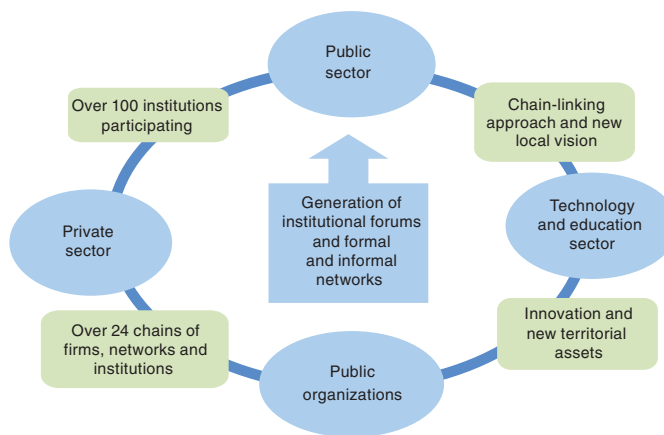 Public
sector
Over 100 institutions
participating
Chain-linking
approach and new
local vision
Generation of
institutional forums
and formal
and informal
networks
Private
sector
Technology
and education
sector
Over 24 chains of
firms, networks and
institutions
Innovation and
new territorial
assets
Public
organizations